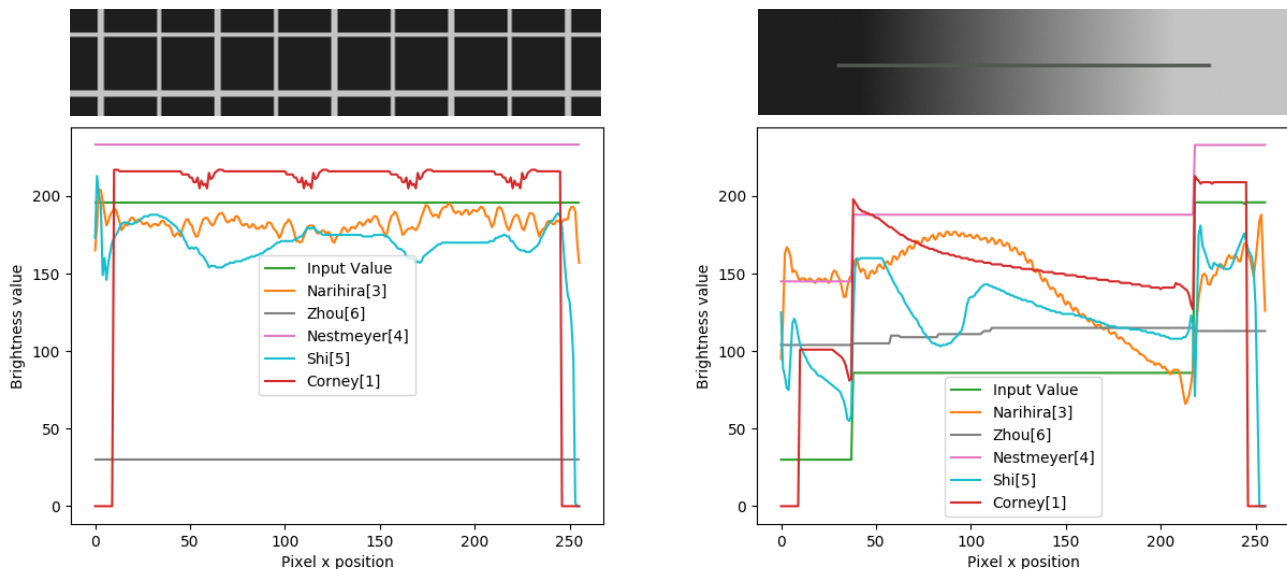 Brightness value
200
150
100
50
0
Input Value
Narihira[3]
Zhou[6]
Nestmeyer[4]
Shi[5]
Corney[1]
0 50 100 150 200 250
Pixel x position
Brightness value
200
150
100
50
0
Input Value
Narihira[3]
Zhou[6]
Nestmeyer[4]
Shi[5]
Corney[1]
0 50 100 150 200 250
Pixel x position